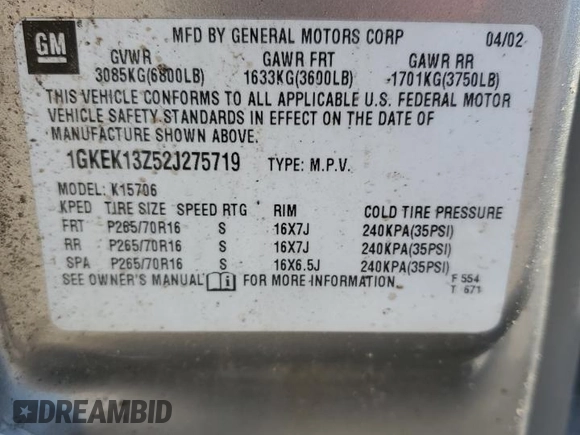 GM
MFD BY GENERAL MOTORS CORP 04/02
GVWR GAWR FRT GAWR RR
3085KG(6800LB) 1633KG(3600LB) 1701KG(3750LB)
THIS VEHICLE CONFORMS TO ALL APPLICABLE U.S. FEDERAL MOTOR
VEHICLE SAFETY STANDARDS IN EFFECT ON THE DATE OF
MANUFACTURE SHOWN ABOVE.
1GKEK13Z52J275719 TYPE: M.P.V.
MODEL: K15706
KPED TIRE SIZE SPEED RTG RIM COLD TIRE PRESSURE
FRT P265/70R16 S 16X7J 240KPA(35PSI)
RR P265/70R16 S 16X7J 240KPA(35PSI)
SPA P265/70R16 S 16X6.5J 240KPA(35PSI)
SEE OWNER'S MANUAL i FOR MORE INFORMATION.
F 554
T 671
DREAMBID